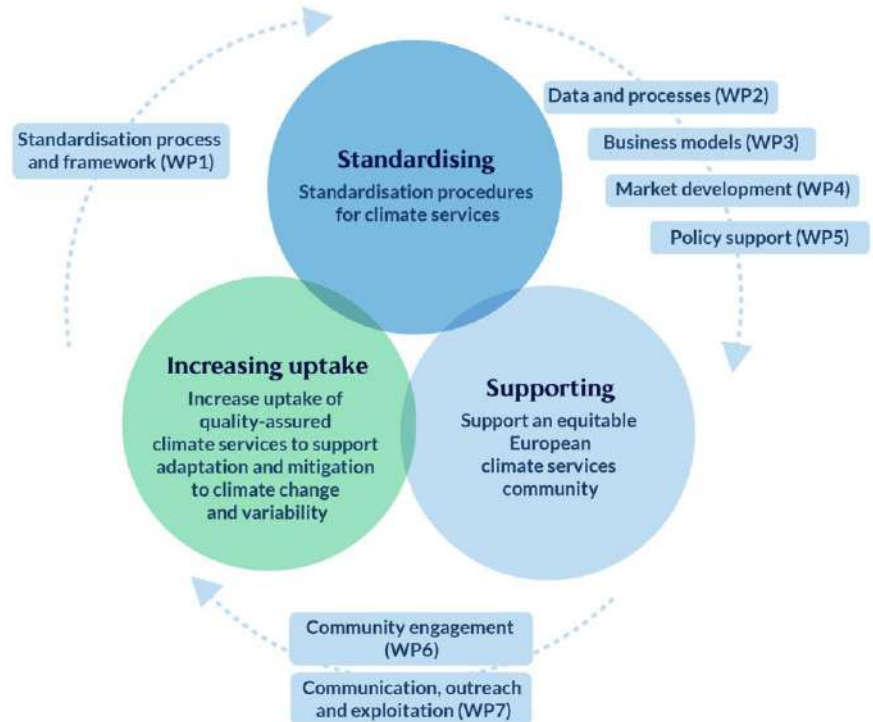 Data and processes (WP2)
Standardisation process
and framework (WP1)
Business models (WP3)
Market development (WP4)
Policy support (WP5)
Standardising
Standardisation procedures
for climate services
Increasing uptake
Increase uptake of
quality-assured
climate services to support
adaptation and mitigation
to climate change
and variability
Supporting
Support an equitable
European
climate services
community
Community engagement
(WP6)
Communication, outreach
and exploitation (WP7)